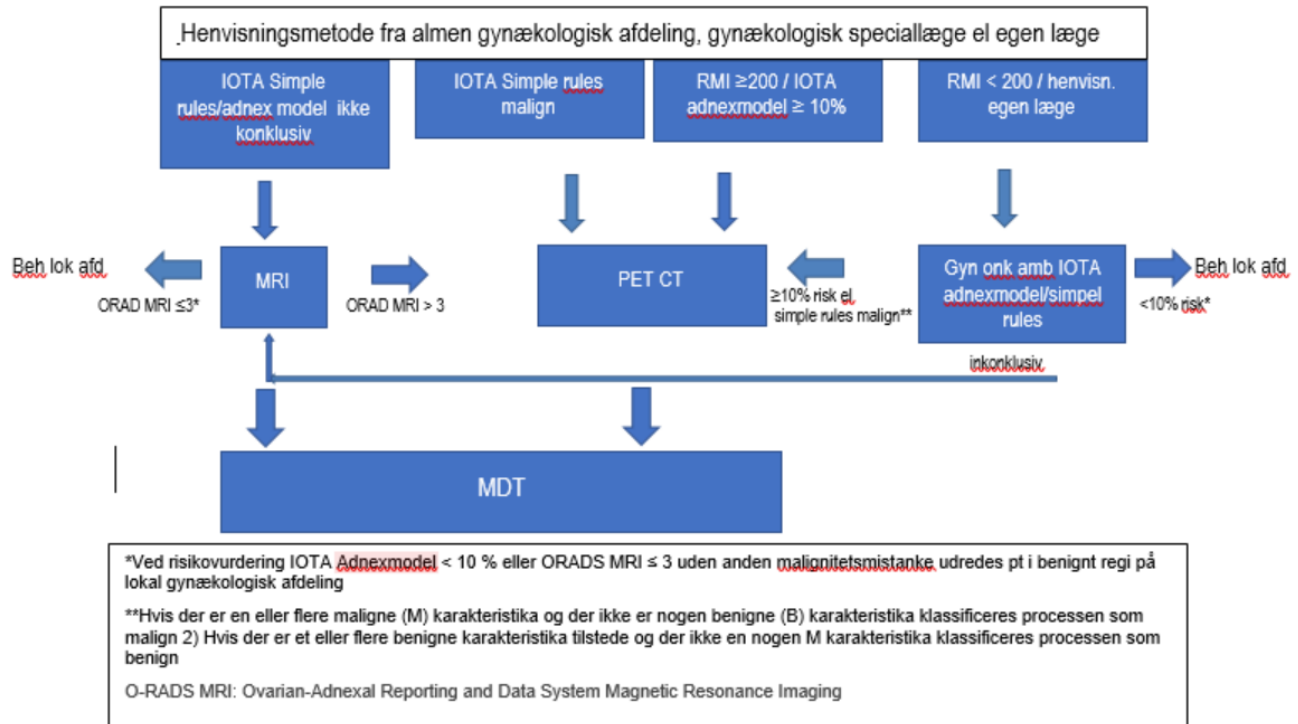 Henvisningsmetode fra almen gynækologisk afdeling, gynækologisk speciallæge el egen læge
IOTA Simple
rules/adnex model ikke
konklusiv
IOTA Simple rules
malign
RMI ≥200 / IOTA
adnexmodel ≥ 10%
RMI < 200 / henvisn.
egen læge
Beh lok afd
ORAD MRI ≤3*
MRI
ORAD MRI > 3
PET CT
≥10% risk el
simple rules malign**
Gyn onk amb IOTA
adnexmodel/simpel
rules
Beh lok afd
<10% risk*
inkonklusiv
MDT
*Ved risikovurdering IOTA Adnexmodel < 10 % eller ORADS MRI ≤ 3 uden anden malignitetsmistanke udredes pt i benignt regi på
lokal gynækologisk afdeling
**Hvis der er en eller flere maligne (M) karakteristika og der ikke er nogen benigne (B) karakteristika klassificeres processen som
malign 2) Hvis der er et eller flere benigne karakteristika tilstede og der ikke en nogen M karakteristika klassificeres processen som
benign
O-RADS MRI: Ovarian-Adnexal Reporting and Data System Magnetic Resonance Imaging